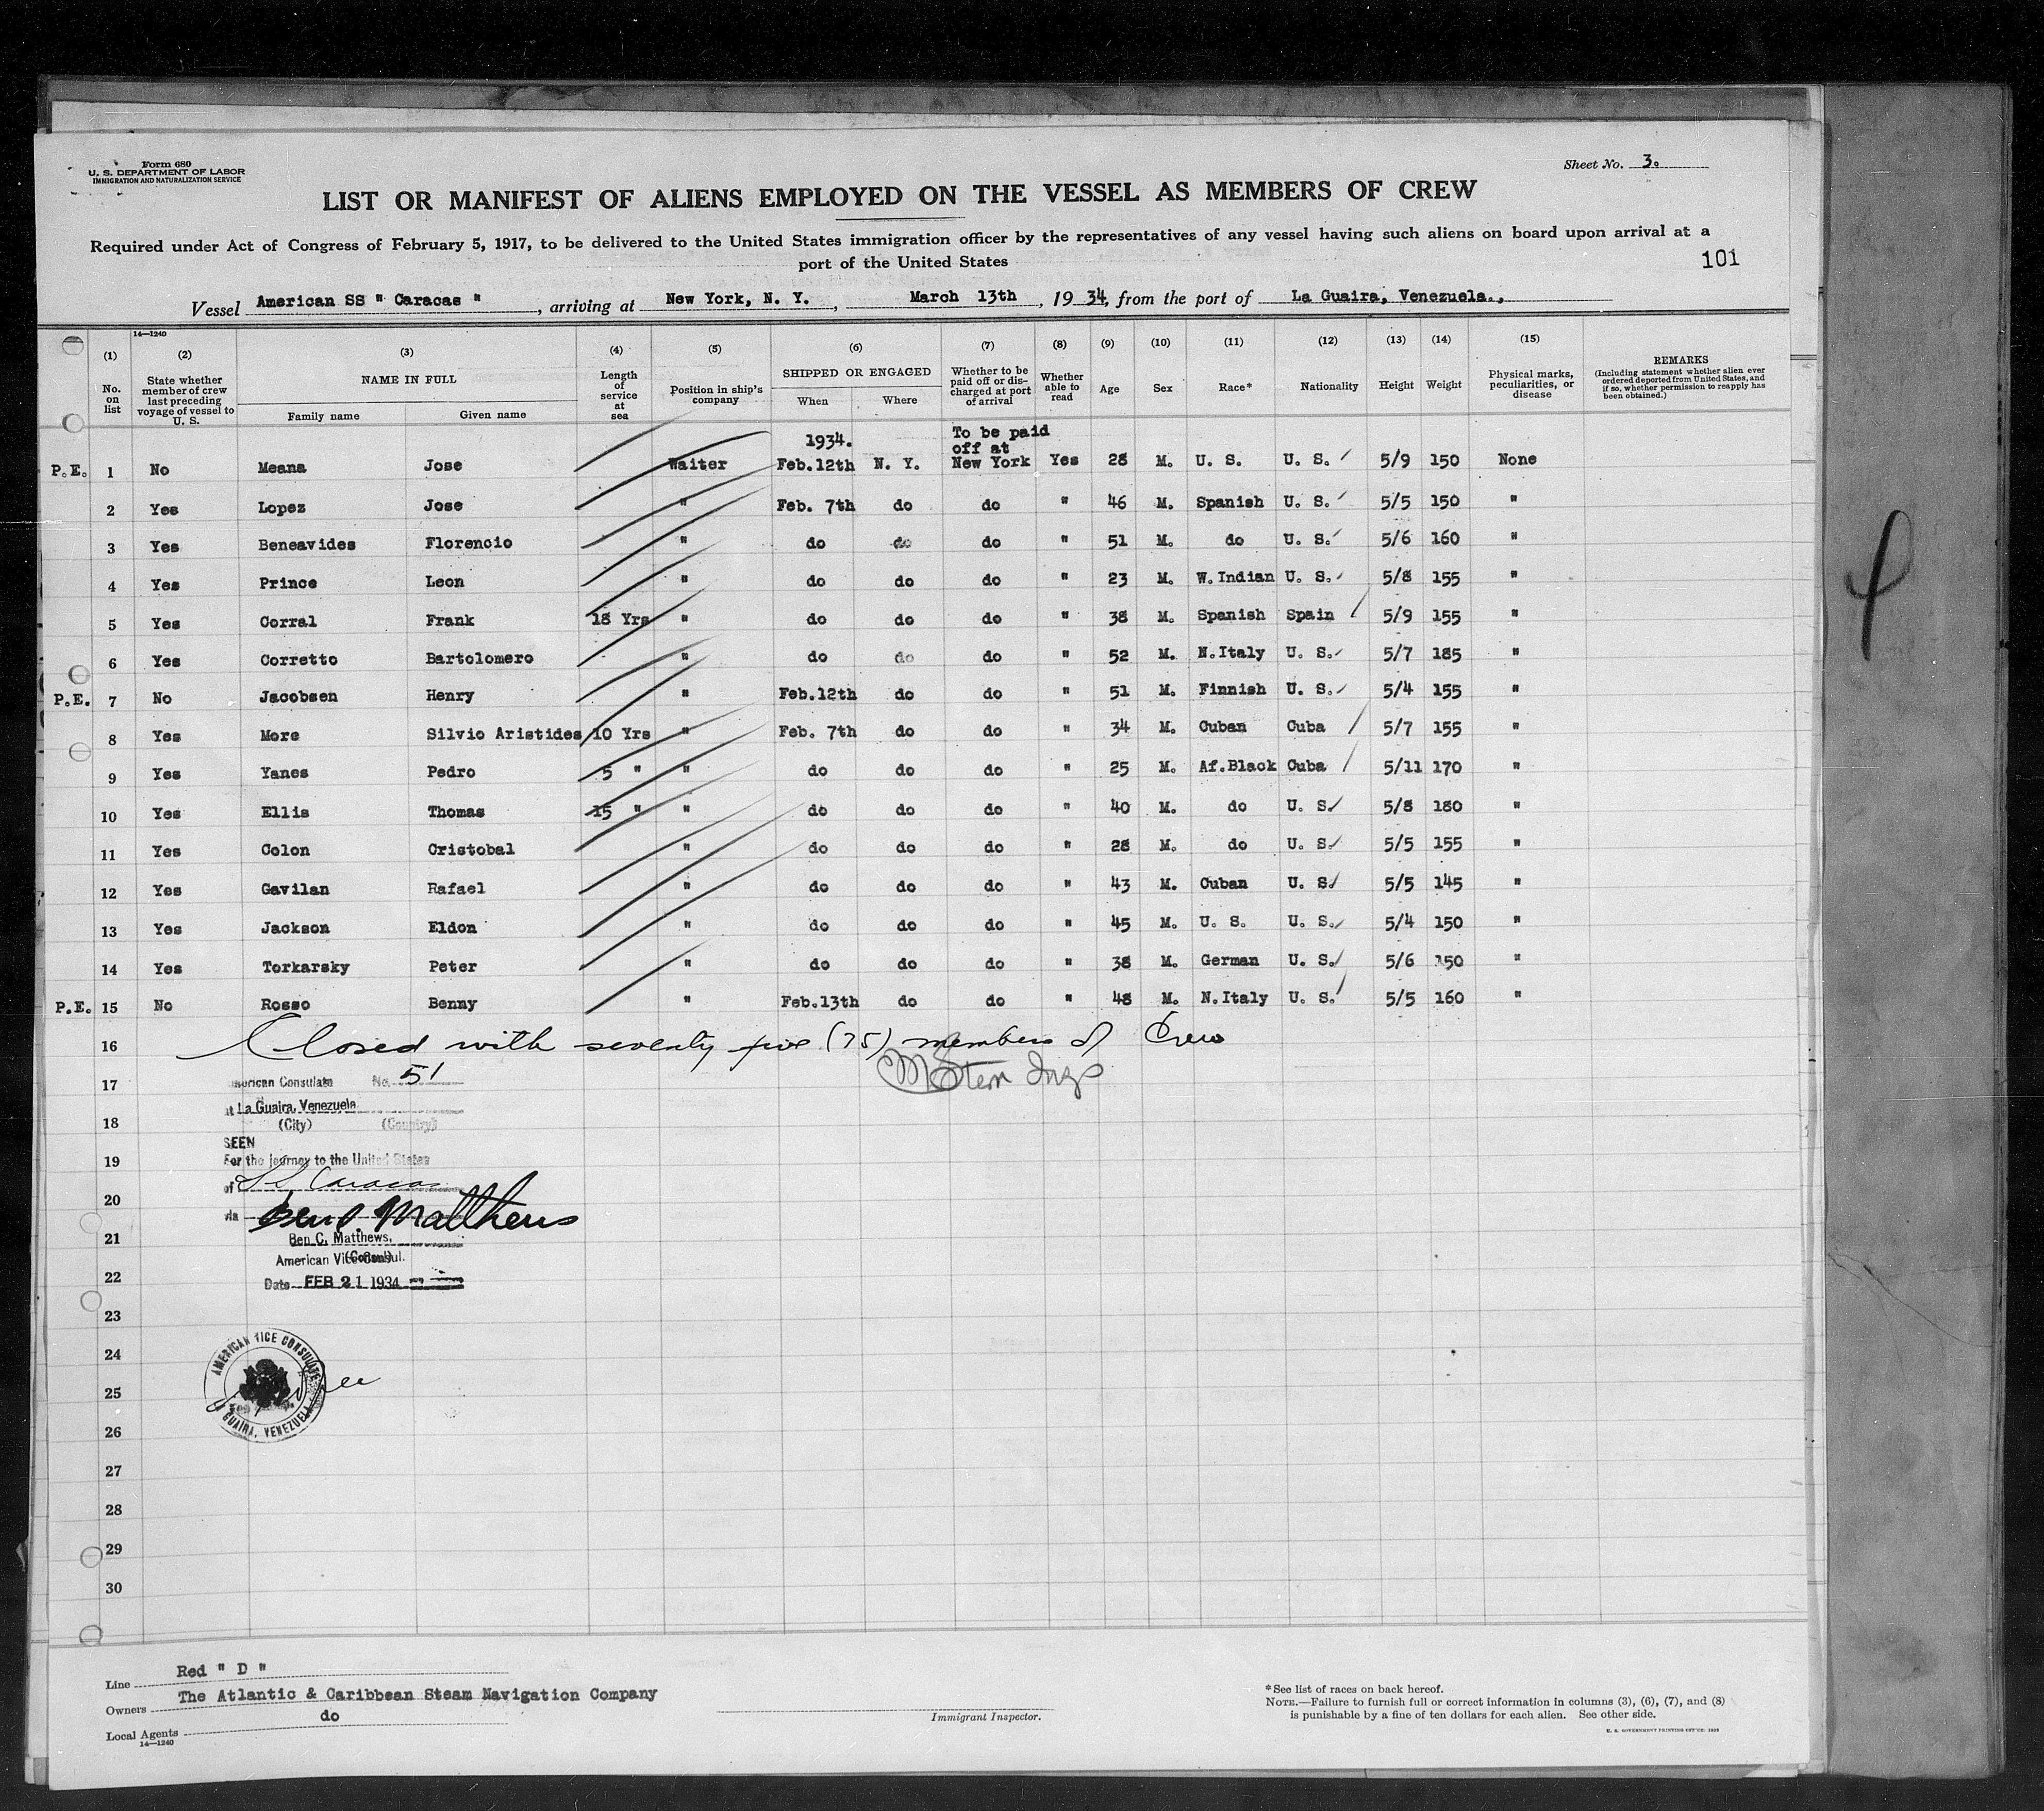 Form 680
U. S. DEPARTMENT OF LABOR
IMMIGRATION AND NATURALIZATION SERVICE
Sheet No. 3.
LIST OR MANIFEST OF ALIENS EMPLOYED ON THE VESSEL AS MEMBERS OF CREW
Required under Act of Congress of February 5, 1917, to be delivered to the United States immigration officer by the representatives of any vessel having such aliens on board upon arrival at a
port of the United States
101
Vessel American SS " Caracas ", arriving at New York, N. Y., March 13th, 1934, from the port of La Guaira, Venezuela.,
14—1240
(1) (2) (3) (4) (5) (6) (7) (8) (9) (10) (11) (12) (13) (14) (15)
No. on list
State whether member of crew last preceding voyage of vessel to U. S.
NAME IN FULL
Family name
Given name
Length of service at sea
Position in ship's company
SHIPPED OR ENGAGED
When
Where
Whether to be paid off or discharged at port of arrival
Whether able to read
Age
Sex
Race*
Nationality
Height
Weight
Physical marks, peculiarities, or disease
REMARKS
(Including statement whether alien ever ordered deported from United States, and if so, whether permission to reapply has been obtained.)
1934. To be paid off at
P.E. 1 No Meana Jose Waiter Feb.12th N. Y. New York Yes 28 M. U. S. U. S. 5/9 150 None
2 Yes Lopez Jose " Feb. 7th do do " 46 M. Spanish U. S. 5/5 150 "
3 Yes Beneavides Florencio " do do do " 51 M. do U. S. 5/6 160 "
4 Yes Prince Leon " do do do " 23 M. W.Indian U. S. 5/8 155 "
5 Yes Corral Frank 18 Yrs " do do do " 38 M. Spanish Spain 5/9 155 "
6 Yes Corretto Bartolomero " do do do " 52 M. N.Italy U. S. 5/7 185 "
P.E. 7 No Jacobsen Henry " Feb.12th do do " 51 M. Finnish U. S. 5/4 155 "
8 Yes More Silvio Aristides 10 Yrs " Feb. 7th do do " 34 M. Cuban Cuba 5/7 155 "
9 Yes Yanes Pedro 5 " " do do do " 25 M. Af.Black Cuba 5/11 170 "
10 Yes Ellis Thomas 15 " " do do do " 40 M. do U. S. 5/8 180 "
11 Yes Colon Cristobal " do do do " 28 M. do U. S. 5/5 155 "
12 Yes Gavilan Rafael " do do do " 43 M. Cuban U. S. 5/5 145 "
13 Yes Jackson Eldon " do do do " 45 M. U. S. U. S. 5/4 150 "
14 Yes Torkarsky Peter " do do do " 38 M. German U. S. 5/6 150 "
P.E. 15 No Rosso Benny " Feb.13th do do " 48 M. N.Italy U. S. 5/5 160 "
16 Closed with seventy five (75) members of Crew
17
American Consulate No. 51
at La Guaira, Venezuela
18
(City) (Country)
SEEN
19
For the journey to the United States
of SS Caracas
20
via Ben C. Matthews
21
Ben C. Matthews,
American Vice Consul.
(Consul)
22
Date FEB 21 1934
23
24
AMERICAN VICE CONSULATE
25
LA GUAIRA, VENEZUELA
26
27
28
29
30
Line Red " D "
Owners The Atlantic & Caribbean Steam Navigation Company
Local Agents do
14—1240
Immigrant Inspector.
*See list of races on back hereof.
NOTE.—Failure to furnish full or correct information in columns (3), (6), (7), and (8)
is punishable by a fine of ten dollars for each alien. See other side.